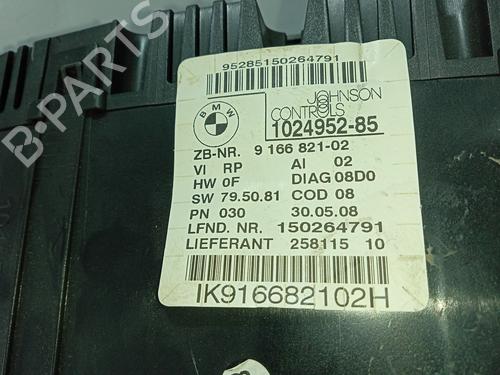 95285150264791
BMW
JOHNSON
CONTROLS
1024952-85
ZB-NR. 9 166 821-02
VI RP AI 02
HW 0F DIAG 08D0
SW 79.50.81 COD 08
PN 030 30.05.08
LFND. NR. 150264791
LIEFERANT 258115 10
IK916682102H